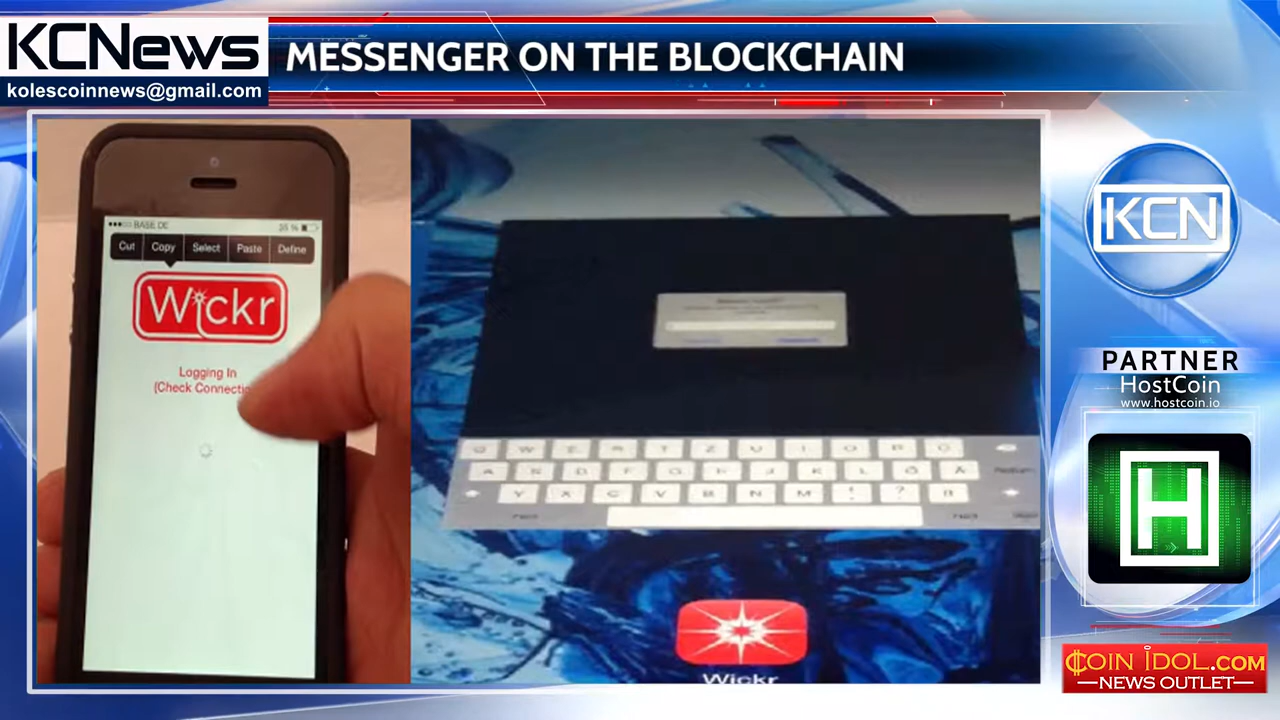 KCNews
kolescoinnews@gmail.com
MESSENGER ON THE BLOCKCHAIN
BASE DE
Cut Copy Select Paste Define
Wickr
Logging In
(Check Connectio
Q W E R T Z U I O P Ü
A S D F G H J K L Ö Ä
Y X C V B N M ! ?
Wickr
KCN
PARTNER
HostCoin
www.hostcoin.io
H
COIN IDOL.COM
NEWS OUTLET